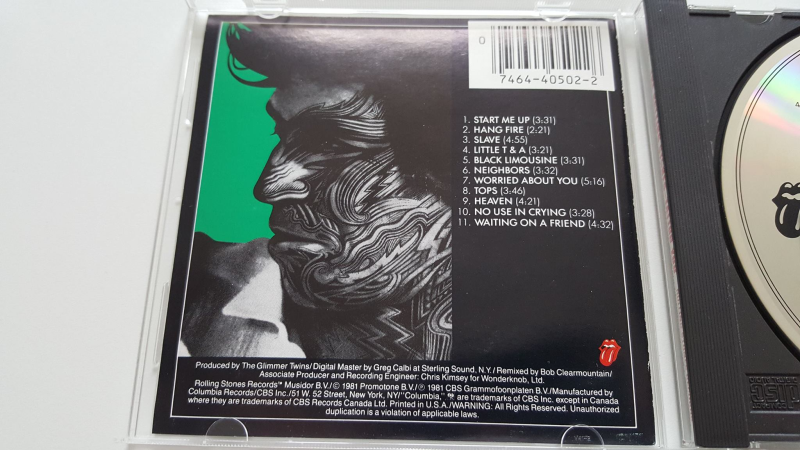 0
7464-40502-2
1. START ME UP (3:31)
2. HANG FIRE (2:21)
3. SLAVE (4:55)
4. LITTLE T & A (3:21)
5. BLACK LIMOUSINE (3:31)
6. NEIGHBORS (3:32)
7. WORRIED ABOUT YOU (5:16)
8. TOPS (3:46)
9. HEAVEN (4:21)
10. NO USE IN CRYING (3:28)
11. WAITING ON A FRIEND (4:32)
Produced by The Glimmer Twins/Digital Master by Greg Calbi at Sterling Sound, N.Y./Remixed by Bob Clearmountain/
Associate Producer and Recording Engineer: Chris Kimsey for Wonderknob, Ltd.
Rolling Stones Records™ Musidor B.V./© 1981 Promotone B.V./℗ 1981 CBS Grammofoonplaten B.V./Manufactured by
Columbia Records/CBS Inc./51 W. 52 Street, New York, NY/"Columbia," are trademarks of CBS Inc. except in Canada
where they are trademarks of CBS Records Canada Ltd. Printed in U.S.A./WARNING: All Rights Reserved. Unauthorized
duplication is a violation of applicable laws.